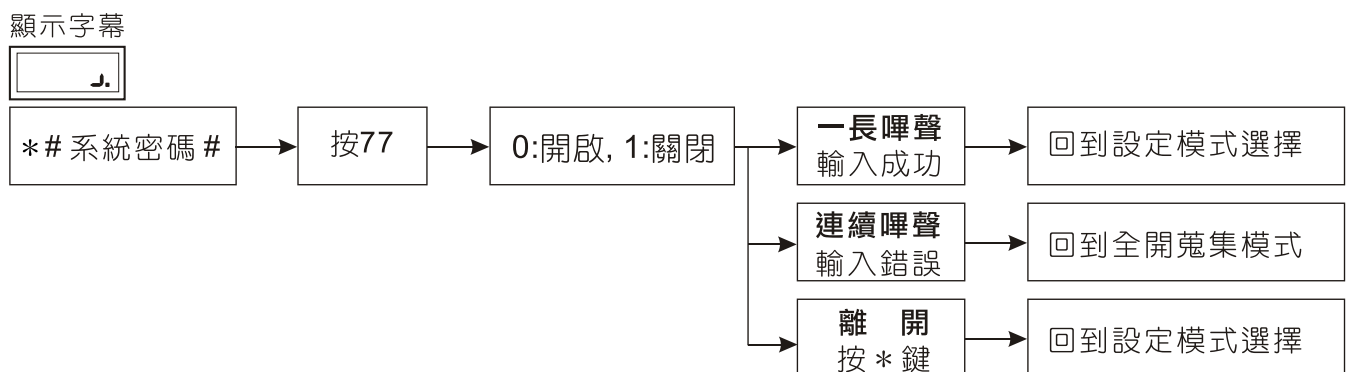 顯示字幕
┘.
＊# 系統密碼 #
按77
0:開啟, 1:關閉
一長嗶聲
輸入成功
回到設定模式選擇
連續嗶聲
輸入錯誤
回到全開蒐集模式
離　開
按＊鍵
回到設定模式選擇